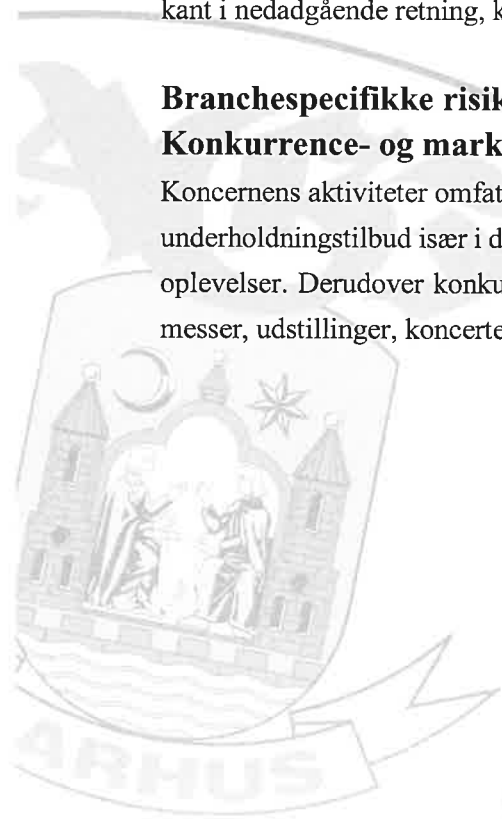 kant i nedadgående retning, k
Branchespecifikke risik
Konkurrence- og mark
Koncernens aktiviteter omfat
underholdningstilbud især i d
oplevelser. Derudover konku
messer, udstillinger, koncerte
ARHUS